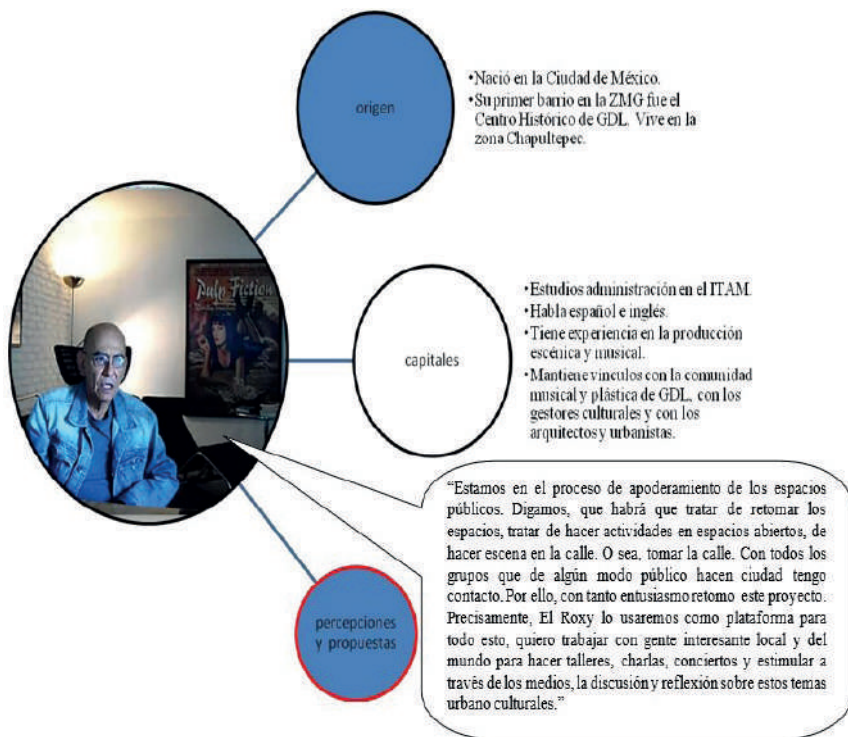 origen
•Nació en la Ciudad de México.
•Su primer barrio en la ZMG fue el
Centro Histórico de GDL. Vive en la
zona Chapultepec.
Pulp Fiction
capitales
•Estudios administración en el ITAM.
•Habla español e inglés.
•Tiene experiencia en la producción
escénica y musical.
•Mantiene vínculos con la comunidad
musical y plástica de GDL, con los
gestores culturales y con los
arquitectos y urbanistas.
percepciones
y propuestas
“Estamos en el proceso de apoderamiento de los espacios
públicos. Digamos, que habrá que tratar de retomar los
espacios, tratar de hacer actividades en espacios abiertos, de
hacer escena en la calle. O sea, tomar la calle. Con todos los
grupos que de algún modo público hacen ciudad tengo
contacto. Por ello, con tanto entusiasmo retomo este proyecto.
Precisamente, El Roxy lo usaremos como plataforma para
todo esto, quiero trabajar con gente interesante local y del
mundo para hacer talleres, charlas, conciertos y estimular a
través de los medios, la discusión y reflexión sobre estos temas
urbano culturales.”